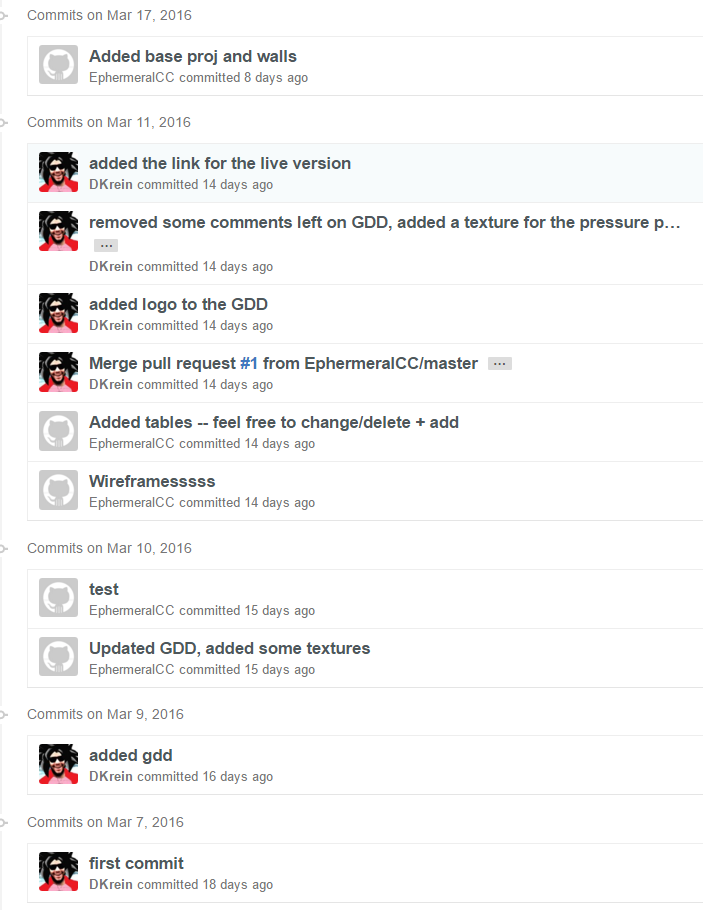 Commits on Mar 17, 2016
Added base proj and walls
EphermeralCC committed 8 days ago
Commits on Mar 11, 2016
added the link for the live version
DKrein committed 14 days ago
removed some comments left on GDD, added a texture for the pressure p…
…
DKrein committed 14 days ago
added logo to the GDD
DKrein committed 14 days ago
Merge pull request #1 from EphermeralCC/master …
DKrein committed 14 days ago
Added tables -- feel free to change/delete + add
EphermeralCC committed 14 days ago
Wireframesssss
EphermeralCC committed 14 days ago
Commits on Mar 10, 2016
test
EphermeralCC committed 15 days ago
Updated GDD, added some textures
EphermeralCC committed 15 days ago
Commits on Mar 9, 2016
added gdd
DKrein committed 16 days ago
Commits on Mar 7, 2016
first commit
DKrein committed 18 days ago